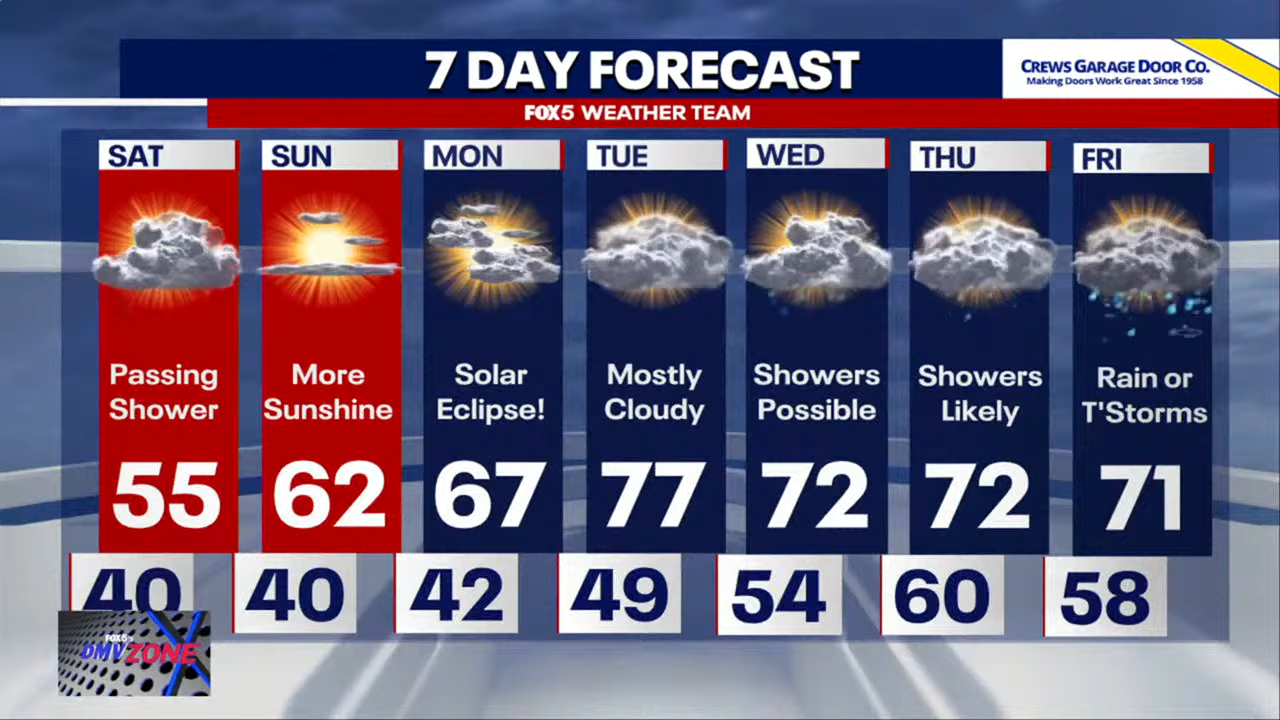 7 DAY FORECAST
CREWS GARAGE DOOR CO.
Making Doors Work Great Since 1958
FOX5 WEATHER TEAM
SAT SUN MON TUE WED THU FRI
Passing More Solar Mostly Showers Showers Rain or
Shower Sunshine Eclipse! Cloudy Possible Likely T'Storms
55 62 67 77 72 72 71
40 40 42 49 54 60 58
FOX5's
DMV ZONE